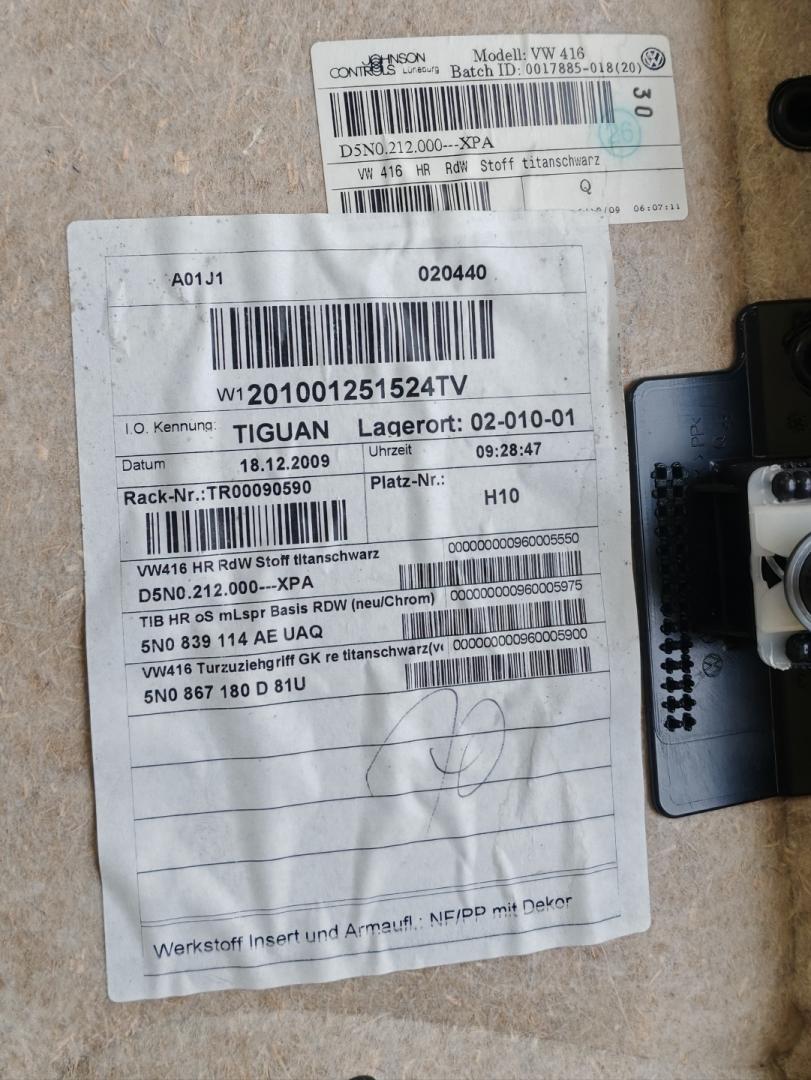 JOHNSON CONTROLS Lüneburg
Modell: VW 416
Batch ID: 0017885-018(20)
30
26
D5N0.212.000---XPA
VW 416 HR RdW Stoff titanschwarz
Q
/09 06:07:11
A01J1 020440
W1201001251524TV
I.O. Kennung: TIGUAN Lagerort: 02-010-01
Datum 18.12.2009 Uhrzeit 09:28:47
Rack-Nr.:TR00090590 Platz-Nr.: H10
VW416 HR RdW Stoff titanschwarz 000000000960005550
D5N0.212.000---XPA
TIB HR oS mLspr Basis RDW (neu/Chrom) 000000000960005975
5N0 839 114 AE UAQ
VW416 Turzuziehgriff GK re titanschwarz(v 000000000960005900
5N0 867 180 D 81U
Werkstoff Insert und Armaufl.: NF/PP mit Dekor
>PP<